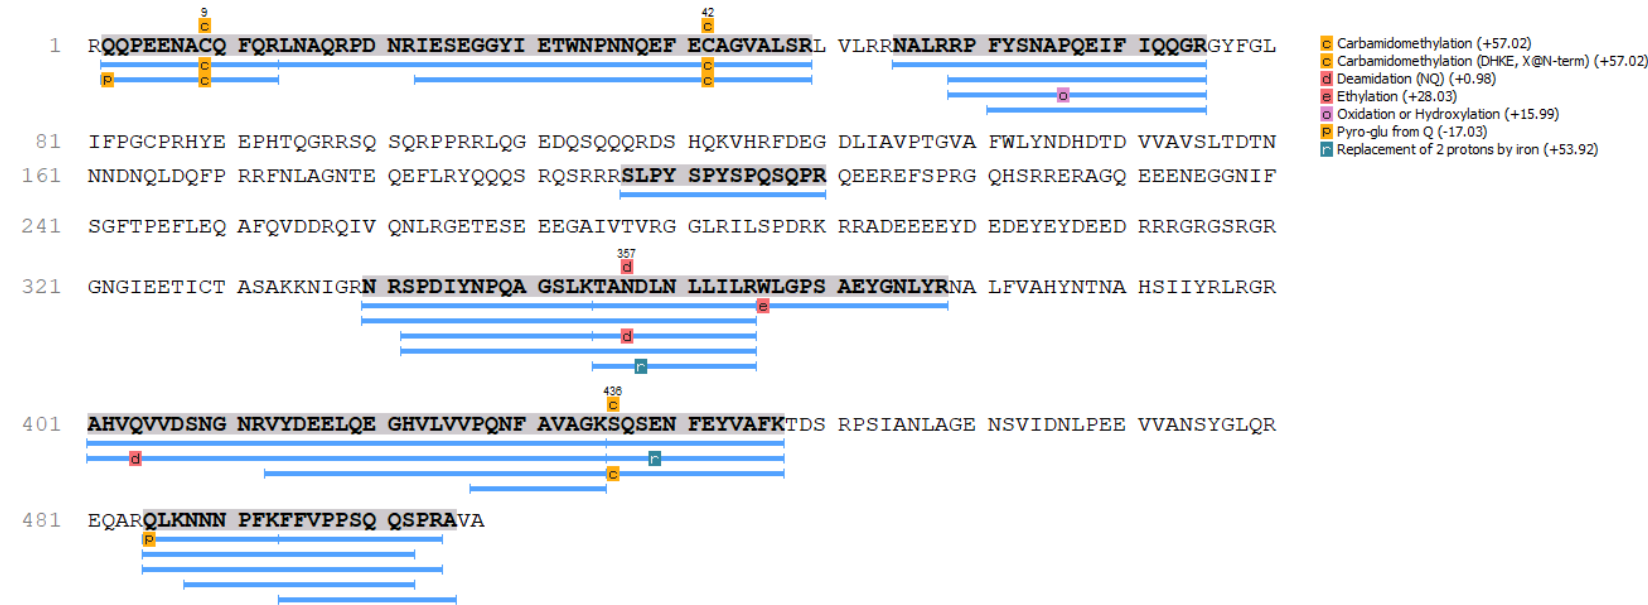 9 42
c c
1 RQQPEENACQ FQRLNAQRPD NRIESEGGYI ETWNPNNQEF ECAGVALSRL VLRRNALRRP FYSNAPQEIF IQQGRGYFGL
c c
p c c
o
81 IFPGCPRHYE EPHTQGRRSQ SQRPPRRLQG EDQSQQQRDS HQKVHRFDEG DLIAVPTGVA FWLYNDHDTD VVAVSLTDTN
161 NNDNQLDQFP RRFNLAGNTE QEFLRYQQQS RQSRRRSLPY SPYSPQSQPR QEEREFSPRG QHSRRERAGQ EEENEGGNIF
241 SGFTPEFLEQ AFQVDDRQIV QNLRGETESE EEGAIVTVRG GLRILSPDRK RRADEEEEYD EDEYEYDEED RRRGRGSRGR
357
d
321 GNGIEETICT ASAKKNIGRN RSPDIYNPQA GSLKTANDLN LLILRWLGPS AEYGNLYRNA LFVAHYNTNA HSIIYRLRGR
e
d
r
436
c
401 AHVQVVDSNG NRVYDEELQE GHVLVVPQNF AVAGKSQSEN FEYVAFKTDS RPSIANLAGE NSVIDNLPEE VVANSYGLQR
d r
c
481 EQARQLKNNN PFKFFVPPSQ QSPRAVA
p
c Carbamidomethylation (+57.02)
c Carbamidomethylation (DHKE, X@N-term) (+57.02)
d Deamidation (NQ) (+0.98)
e Ethylation (+28.03)
o Oxidation or Hydroxylation (+15.99)
p Pyro-glu from Q (-17.03)
r Replacement of 2 protons by iron (+53.92)